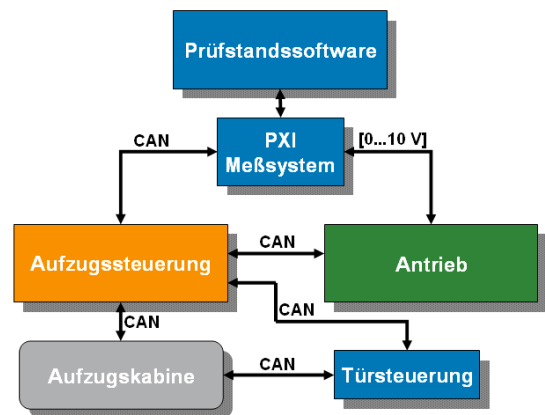 Prüfstandssoftware
CAN
PXI
Meßsystem
[0...10 V]
Aufzugssteuerung
CAN
Antrieb
CAN
CAN
Aufzugskabine
CAN
Türsteuerung